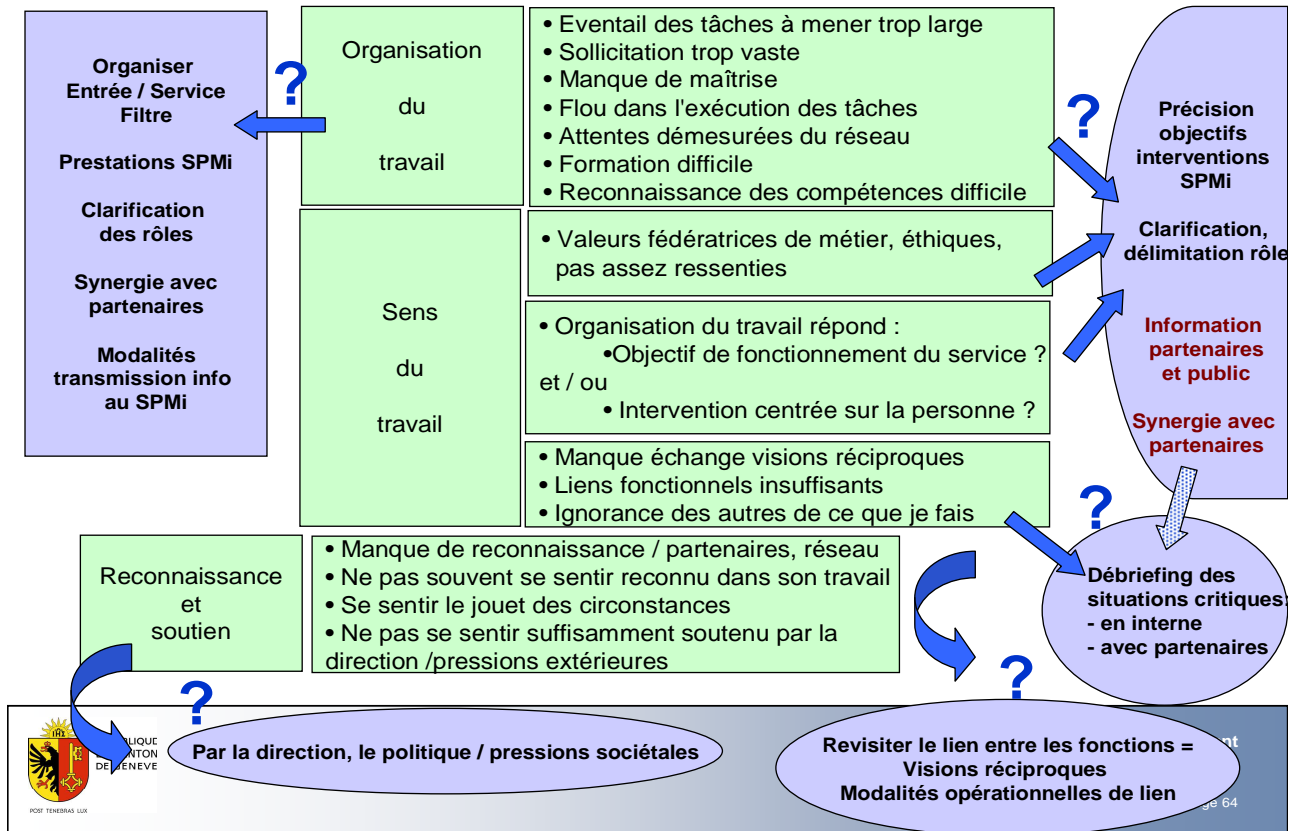 Organiser
Entrée / Service
Filtre
Prestations SPMi
Clarification
des rôles
Synergie avec
partenaires
Modalités
transmission info
au SPMi
?
Organisation
du
travail
• Eventail des tâches à mener trop large
• Sollicitation trop vaste
• Manque de maîtrise
• Flou dans l'exécution des tâches
• Attentes démesurées du réseau
• Formation difficile
• Reconnaissance des compétences difficile
?
Précision
objectifs
interventions
SPMi
Clarification,
délimitation rôle
Information
partenaires
et public
Synergie avec
partenaires
Sens
du
travail
• Valeurs fédératrices de métier, éthiques,
pas assez ressenties
• Organisation du travail répond :
•Objectif de fonctionnement du service ?
et / ou
• Intervention centrée sur la personne ?
• Manque échange visions réciproques
• Liens fonctionnels insuffisants
• Ignorance des autres de ce que je fais
?
Débriefing des
situations critiques:
- en interne
- avec partenaires
Reconnaissance
et
soutien
• Manque de reconnaissance / partenaires, réseau
• Ne pas souvent se sentir reconnu dans son travail
• Se sentir le jouet des circonstances
• Ne pas se sentir suffisamment soutenu par la
direction /pressions extérieures
?
Par la direction, le politique / pressions sociétales
?
Revisiter le lien entre les fonctions =
Visions réciproques
Modalités opérationnelles de lien
POST TENEBRAS LUX
64